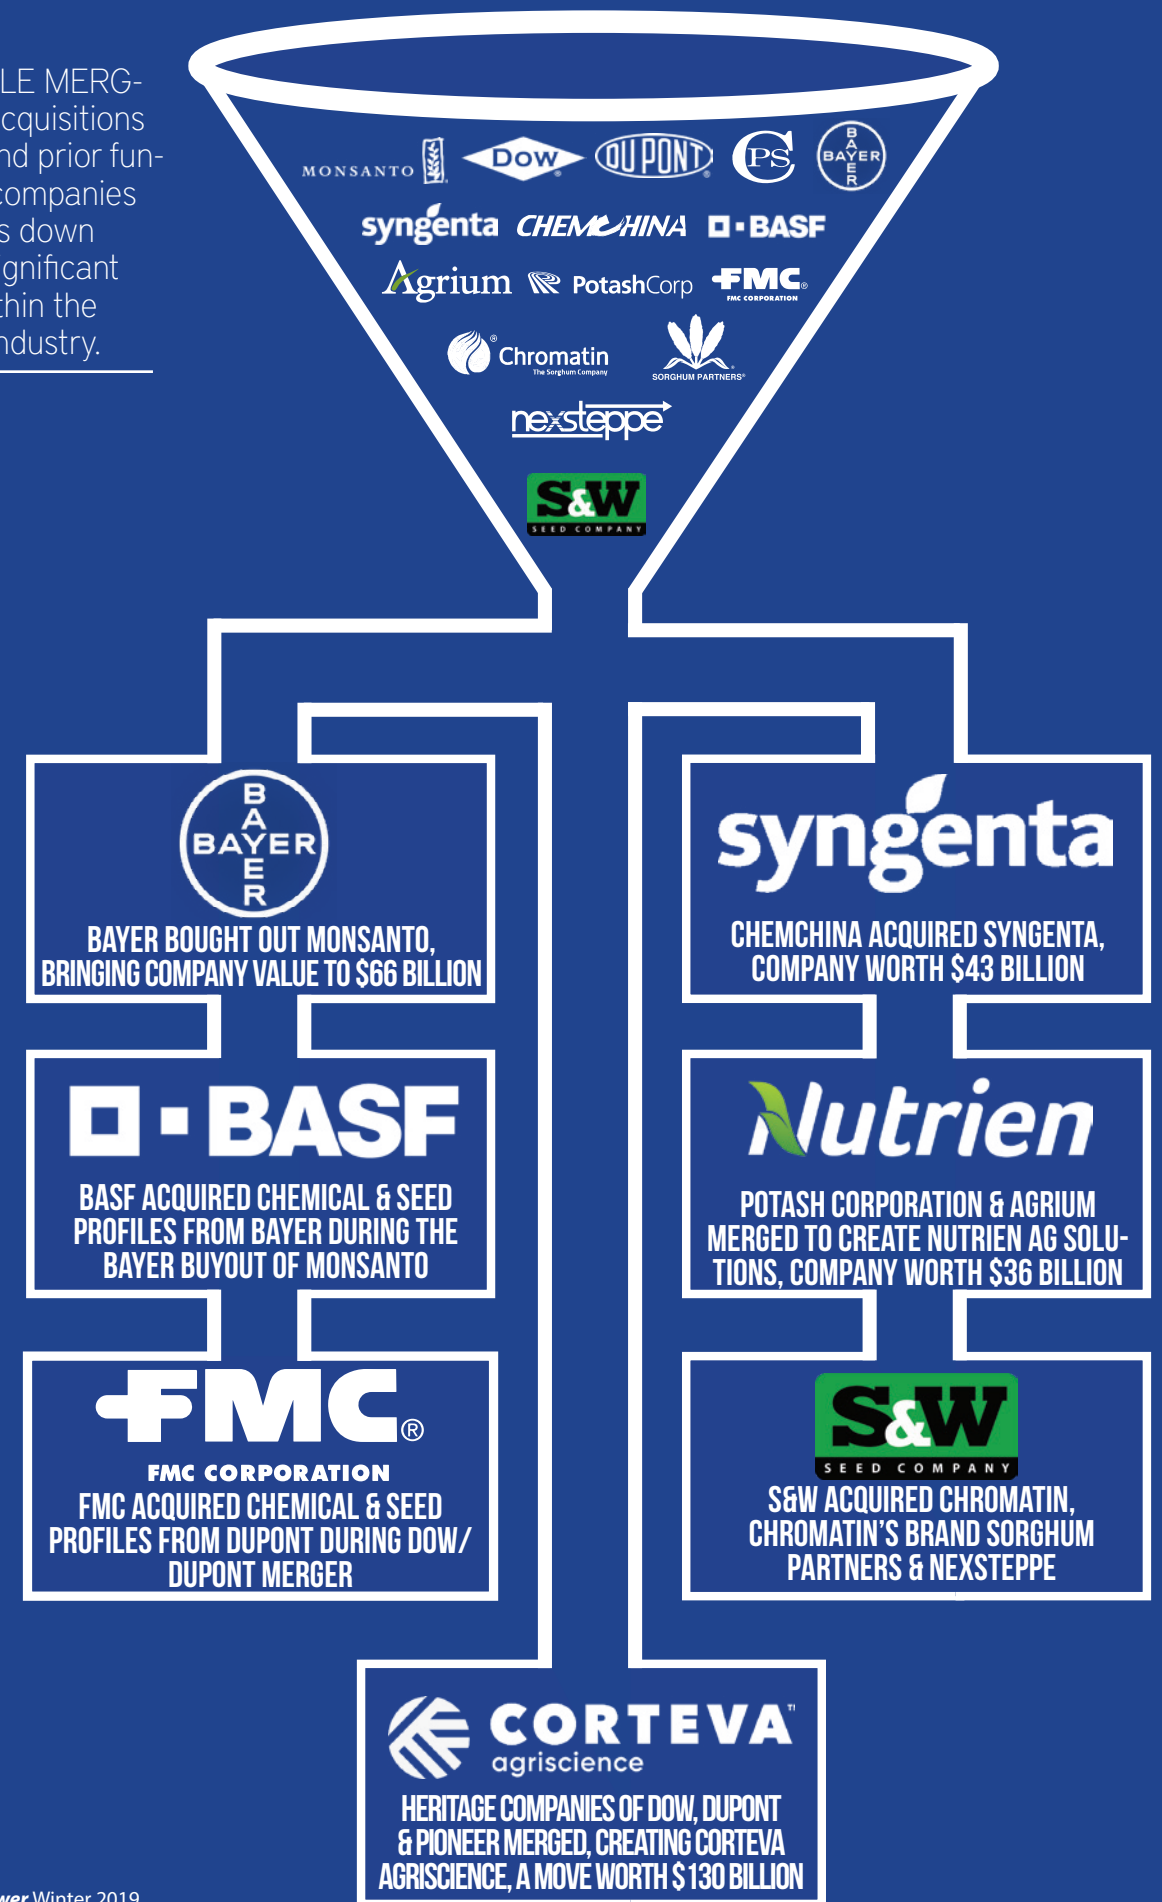 LE MERG-
cquisitions
nd prior fun-
companies
s down
gnificant
thin the
ndustry.
MONSANTO DOW DUPONT CPS BAYER BAYER
syngenta CHEMCHINA BASF
Agrium PotashCorp FMC
FMC CORPORATION
Chromatin
The Sorghum Company
SORGHUM PARTNERS®
nexsteppe
S&W
SEED COMPANY
BAYER
BAYER
BAYER BOUGHT OUT MONSANTO,
BRINGING COMPANY VALUE TO $66 BILLION
syngenta
CHEMCHINA ACQUIRED SYNGENTA,
COMPANY WORTH $43 BILLION
BASF
BASF ACQUIRED CHEMICAL & SEED
PROFILES FROM BAYER DURING THE
BAYER BUYOUT OF MONSANTO
Nutrien
POTASH CORPORATION & AGRIUM
MERGED TO CREATE NUTRIEN AG SOLU-
TIONS, COMPANY WORTH $36 BILLION
FMC®
FMC CORPORATION
FMC ACQUIRED CHEMICAL & SEED
PROFILES FROM DUPONT DURING DOW/
DUPONT MERGER
S&W
SEED COMPANY
S&W ACQUIRED CHROMATIN,
CHROMATIN'S BRAND SORGHUM
PARTNERS & NEXSTEPPE
CORTEVA™
agriscience
HERITAGE COMPANIES OF DOW, DUPONT
& PIONEER MERGED, CREATING CORTEVA
AGRISCIENCE, A MOVE WORTH $130 BILLION
wer Winter 2019